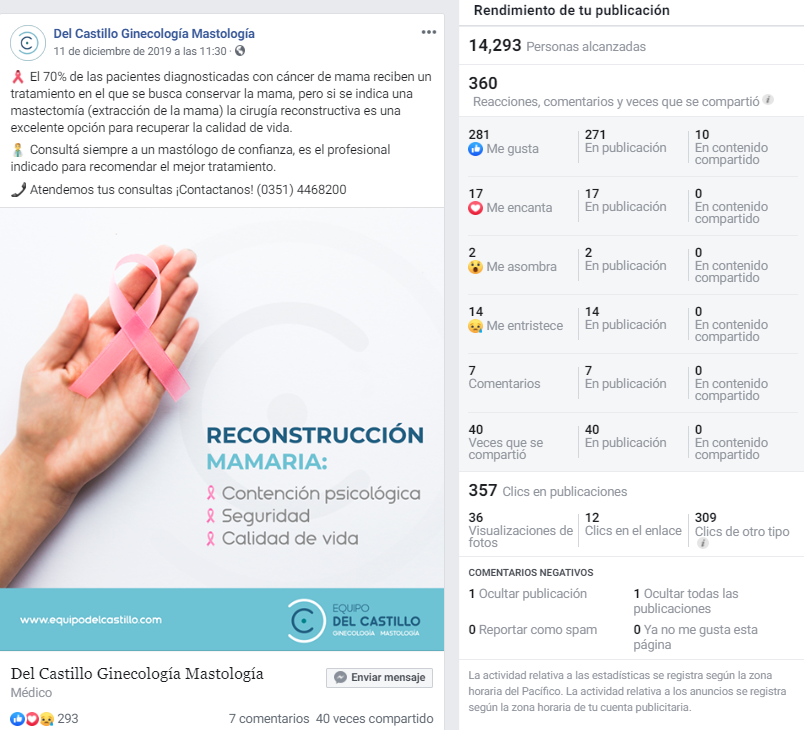 Del Castillo Ginecología Mastología
11 de diciembre de 2019 a las 11:30 ·
El 70% de las pacientes diagnosticadas con cáncer de mama reciben un
tratamiento en el que se busca conservar la mama, pero si se indica una
mastectomía (extracción de la mama) la cirugía reconstructiva es una
excelente opción para recuperar la calidad de vida.
Consultá siempre a un mastólogo de confianza, es el profesional
indicado para recomendar el mejor tratamiento.
Atendemos tus consultas ¡Contactanos! (0351) 4468200
RECONSTRUCCIÓN
MAMARIA:
Contención psicológica
Seguridad
Calidad de vida
www.equipodelcastillo.com
EQUIPO
DEL CASTILLO
GINECOLOGÍA MASTOLOGÍA
Del Castillo Ginecología Mastología
Médico
Enviar mensaje
293
7 comentarios 40 veces compartido
Rendimiento de tu publicación
14,293 Personas alcanzadas
360
Reacciones, comentarios y veces que se compartió
281
Me gusta
271
En publicación
10
En contenido
compartido
17
Me encanta
17
En publicación
0
En contenido
compartido
2
Me asombra
2
En publicación
0
En contenido
compartido
14
Me entristece
14
En publicación
0
En contenido
compartido
7
Comentarios
7
En publicación
0
En contenido
compartido
40
Veces que se
compartió
40
En publicación
0
En contenido
compartido
357 Clics en publicaciones
36
Visualizaciones de
fotos
12
Clics en el enlace
309
Clics de otro tipo
COMENTARIOS NEGATIVOS
1 Ocultar publicación
1 Ocultar todas las
publicaciones
0 Reportar como spam
0 Ya no me gusta esta
página
La actividad relativa a las estadísticas se registra según la zona
horaria del Pacífico. La actividad relativa a los anuncios se registra
según la zona horaria de tu cuenta publicitaria.